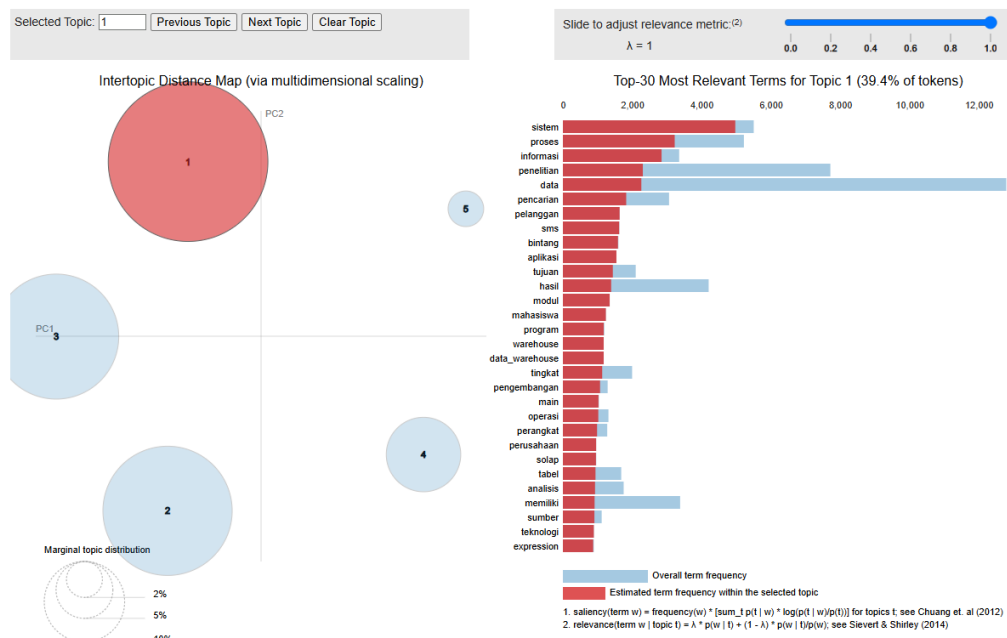 Selected Topic: 1 Previous Topic Next Topic Clear Topic
Slide to adjust relevance metric:(2)
λ = 1
0.0 0.2 0.4 0.6 0.8 1.0
Intertopic Distance Map (via multidimensional scaling)
PC2
PC1
1
5
3
4
2
Marginal topic distribution
2%
5%
10%
Top-30 Most Relevant Terms for Topic 1 (39.4% of tokens)
0 2,000 4,000 6,000 8,000 10,000 12,000
sistem
proses
informasi
penelitian
data
pencarian
pelanggan
sms
bintang
aplikasi
tujuan
hasil
modul
mahasiswa
program
warehouse
data_warehouse
tingkat
pengembangan
main
operasi
perangkat
perusahaan
solap
tabel
analisis
memiliki
sumber
teknologi
expression
Overall term frequency
Estimated term frequency within the selected topic
1. saliency(term w) = frequency(w) * [sum_t p(t | w) * log(p(t | w)/p(t))] for topics t; see Chuang et. al (2012)
2. relevance(term w | topic t) = λ * p(w | t) + (1 - λ) * p(w | t)/p(w); see Sievert & Shirley (2014)